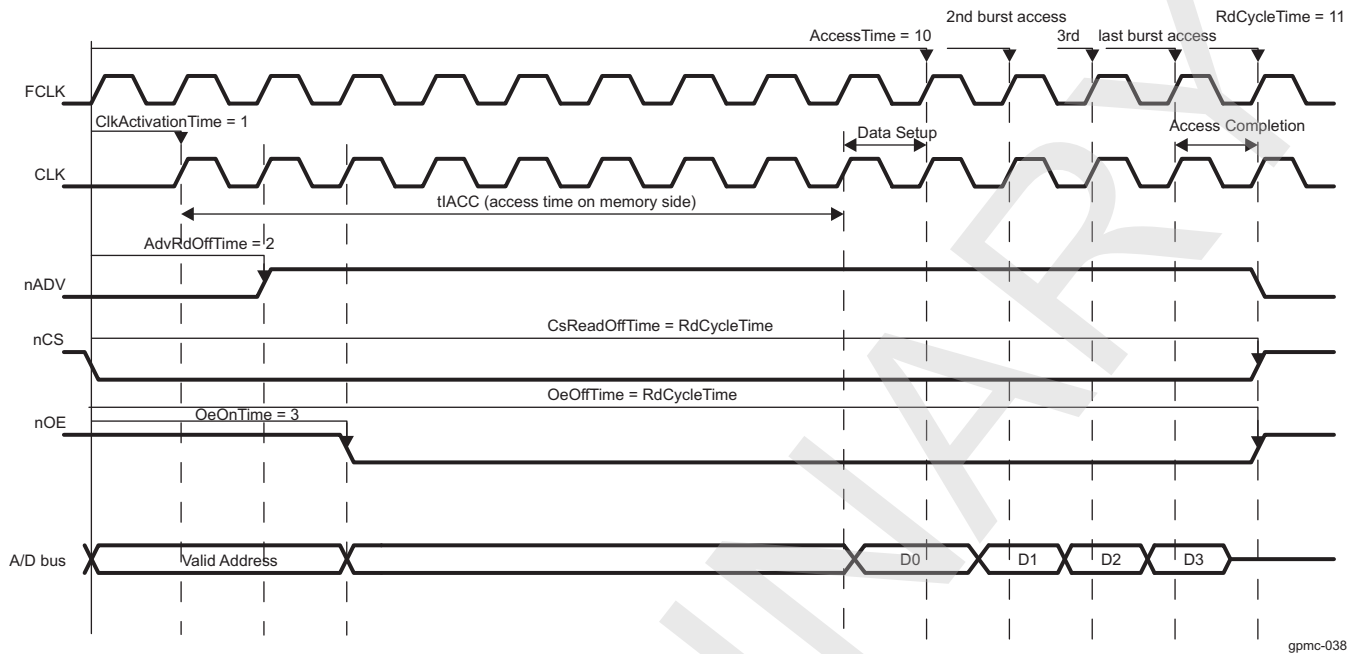 2nd burst access
RdCycleTime = 11
AccessTime = 10
3rd
last burst access
FCLK
ClkActivationTime = 1
Data Setup
Access Completion
CLK
tIACC (access time on memory side)
AdvRdOffTime = 2
nADV
CsReadOffTime = RdCycleTime
nCS
OeOffTime = RdCycleTime
OeOnTime = 3
nOE
A/D bus
Valid Address
D0
D1
D2
D3
gpmc-038
INARY